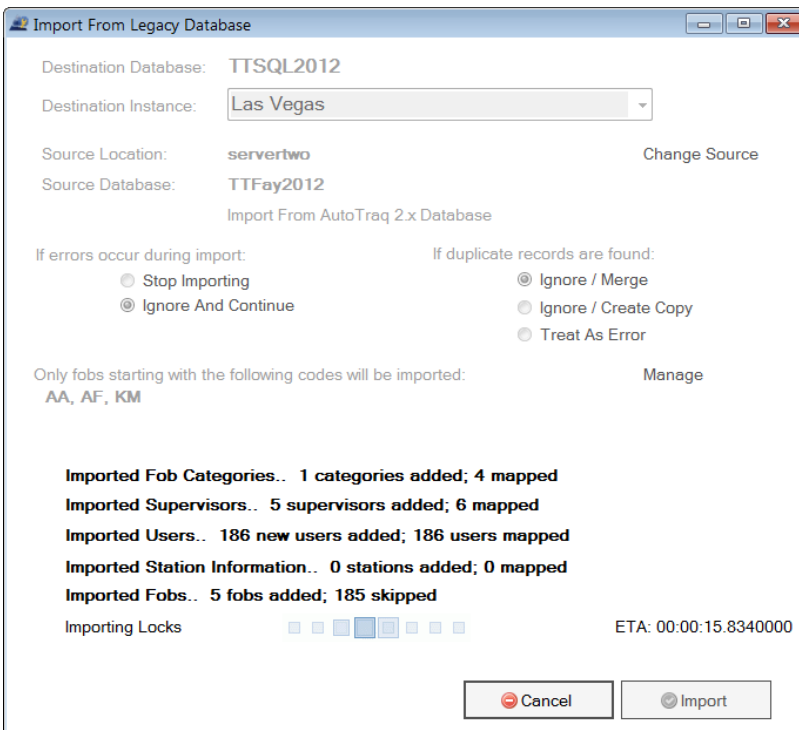 Import From Legacy Database
Destination Database: TTSQL2012
Destination Instance: Las Vegas
Source Location: servertwo Change Source
Source Database: TTFay2012
Import From AutoTraq 2.x Database
If errors occur during import: If duplicate records are found:
Stop Importing Ignore / Merge
Ignore And Continue Ignore / Create Copy
Treat As Error
Only fobs starting with the following codes will be imported: Manage
AA, AF, KM
Imported Fob Categories.. 1 categories added; 4 mapped
Imported Supervisors.. 5 supervisors added; 6 mapped
Imported Users.. 186 new users added; 186 users mapped
Imported Station Information.. 0 stations added; 0 mapped
Imported Fobs.. 5 fobs added; 185 skipped
Importing Locks ETA: 00:00:15.8340000
Cancel Import